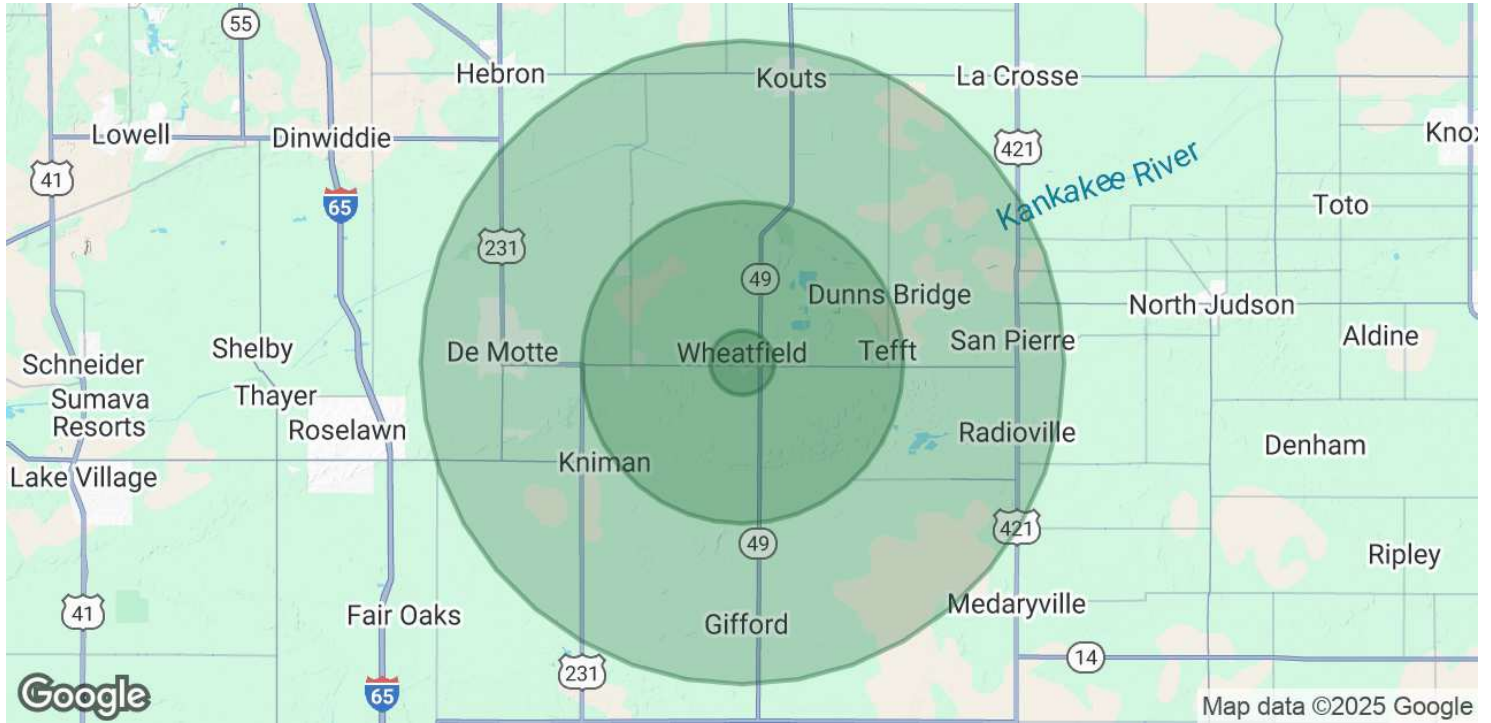 55
Hebron
Kouts
La Crosse
Lowell
Dinwiddie
421
Knox
41
65
Kankakee River
Toto
231
49
Dunns Bridge
North Judson
Shelby
De Motte
Wheatfield
Tefft
San Pierre
Aldine
Schneider
Sumava
Resorts
Thayer
Roselawn
Radioville
Denham
Kniman
Lake Village
421
49
Ripley
41
Fair Oaks
Gifford
Medaryville
14
231
65
Google
Map data ©2025 Google